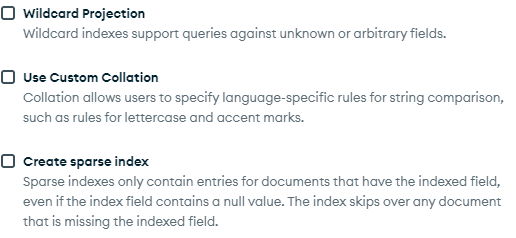 Wildcard Projection
Wildcard indexes support queries against unknown or arbitrary fields.
Use Custom Collation
Collation allows users to specify language-specific rules for string comparison,
such as rules for lettercase and accent marks.
Create sparse index
Sparse indexes only contain entries for documents that have the indexed field,
even if the index field contains a null value. The index skips over any document
that is missing the indexed field.